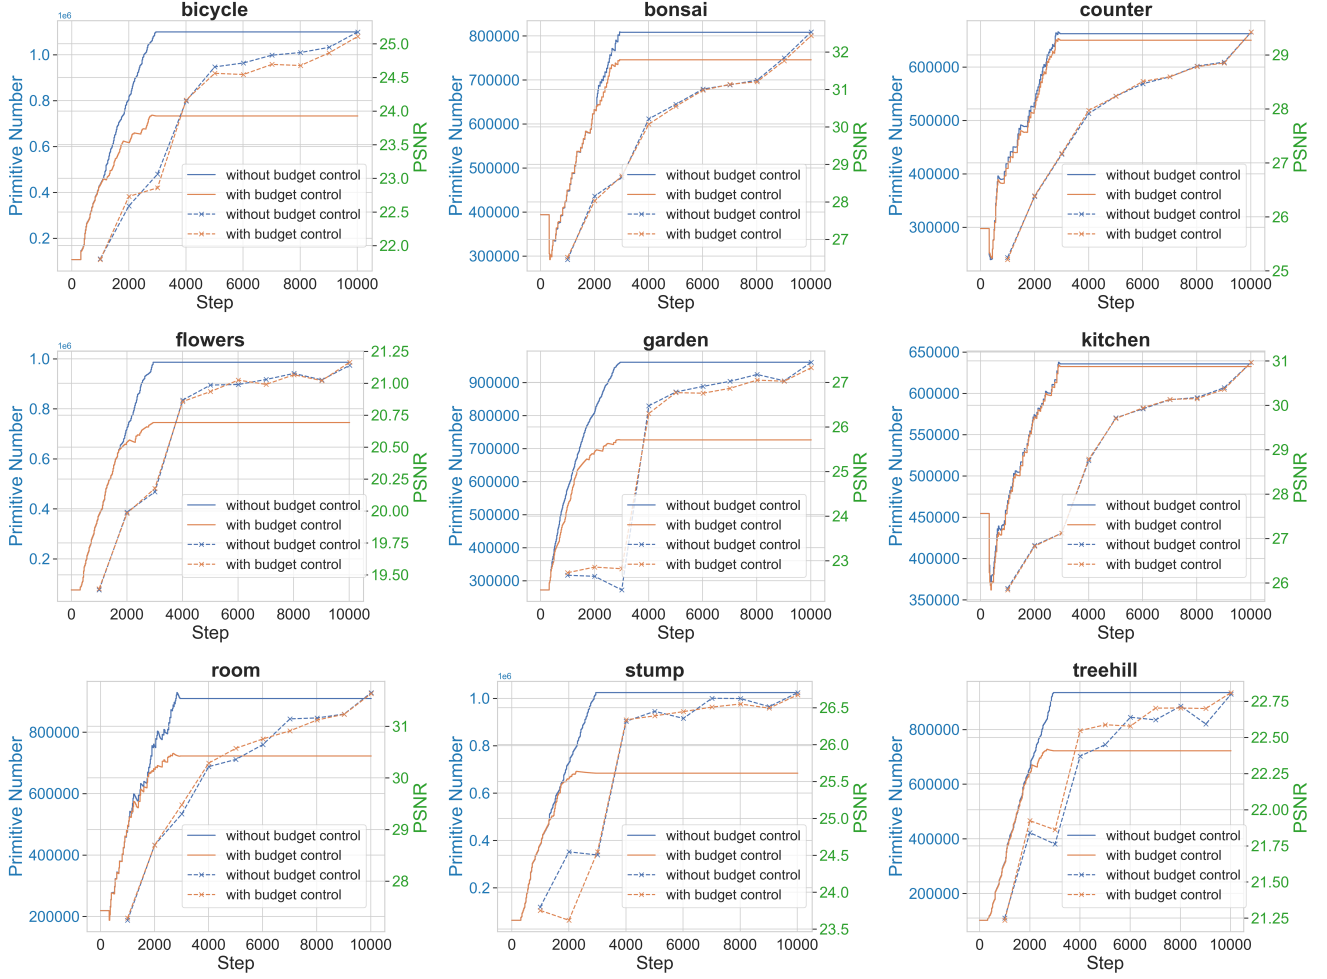 bicycle
1e6
Primitive Number
1.0
0.8
0.6
0.4
0.2
25.0
24.5
24.0
23.5
23.0
22.5
22.0
PSNR
without budget control
with budget control
without budget control
with budget control
0 2000 4000 6000 8000 10000
Step
bonsai
Primitive Number
800000
700000
600000
500000
400000
300000
32
31
30
29
28
27
PSNR
without budget control
with budget control
without budget control
with budget control
0 2000 4000 6000 8000 10000
Step
counter
Primitive Number
600000
500000
400000
300000
29
28
27
26
25
PSNR
without budget control
with budget control
without budget control
with budget control
0 2000 4000 6000 8000 10000
Step
flowers
1e6
Primitive Number
1.0
0.8
0.6
0.4
0.2
21.25
21.00
20.75
20.50
20.25
20.00
19.75
19.50
PSNR
without budget control
with budget control
without budget control
with budget control
0 2000 4000 6000 8000 10000
Step
garden
Primitive Number
900000
800000
700000
600000
500000
400000
300000
27
26
25
24
23
PSNR
without budget control
with budget control
without budget control
with budget control
0 2000 4000 6000 8000 10000
Step
kitchen
Primitive Number
650000
600000
550000
500000
450000
400000
350000
31
30
29
28
27
26
PSNR
without budget control
with budget control
without budget control
with budget control
0 2000 4000 6000 8000 10000
Step
room
Primitive Number
800000
600000
400000
200000
31
30
29
28
PSNR
without budget control
with budget control
without budget control
with budget control
0 2000 4000 6000 8000 10000
Step
stump
1e6
Primitive Number
1.0
0.8
0.6
0.4
0.2
26.5
26.0
25.5
25.0
24.5
24.0
23.5
PSNR
without budget control
with budget control
without budget control
with budget control
0 2000 4000 6000 8000 10000
Step
treehill
Primitive Number
800000
600000
400000
200000
22.75
22.50
22.25
22.00
21.75
21.50
21.25
PSNR
without budget control
with budget control
without budget control
with budget control
0 2000 4000 6000 8000 10000
Step